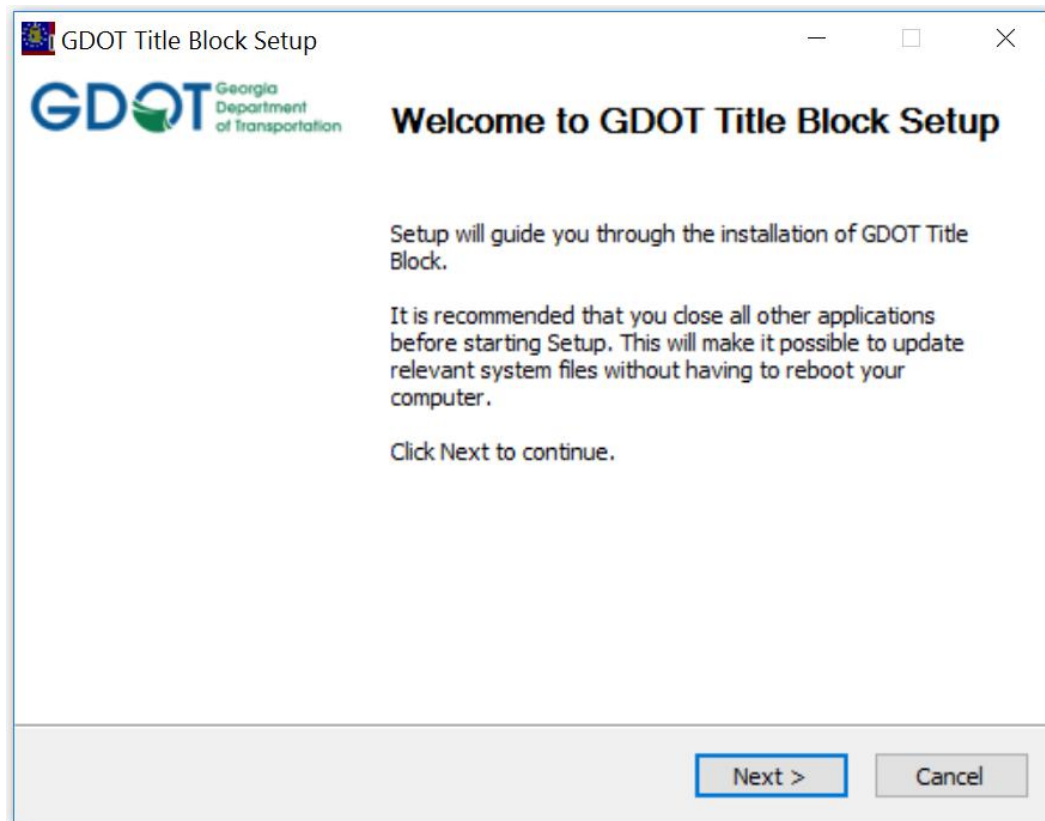 GDOT Title Block Setup
GDOT Georgia
Department
of Transportation
Welcome to GDOT Title Block Setup
Setup will guide you through the installation of GDOT Title
Block.
It is recommended that you close all other applications
before starting Setup. This will make it possible to update
relevant system files without having to reboot your
computer.
Click Next to continue.
Next >
Cancel